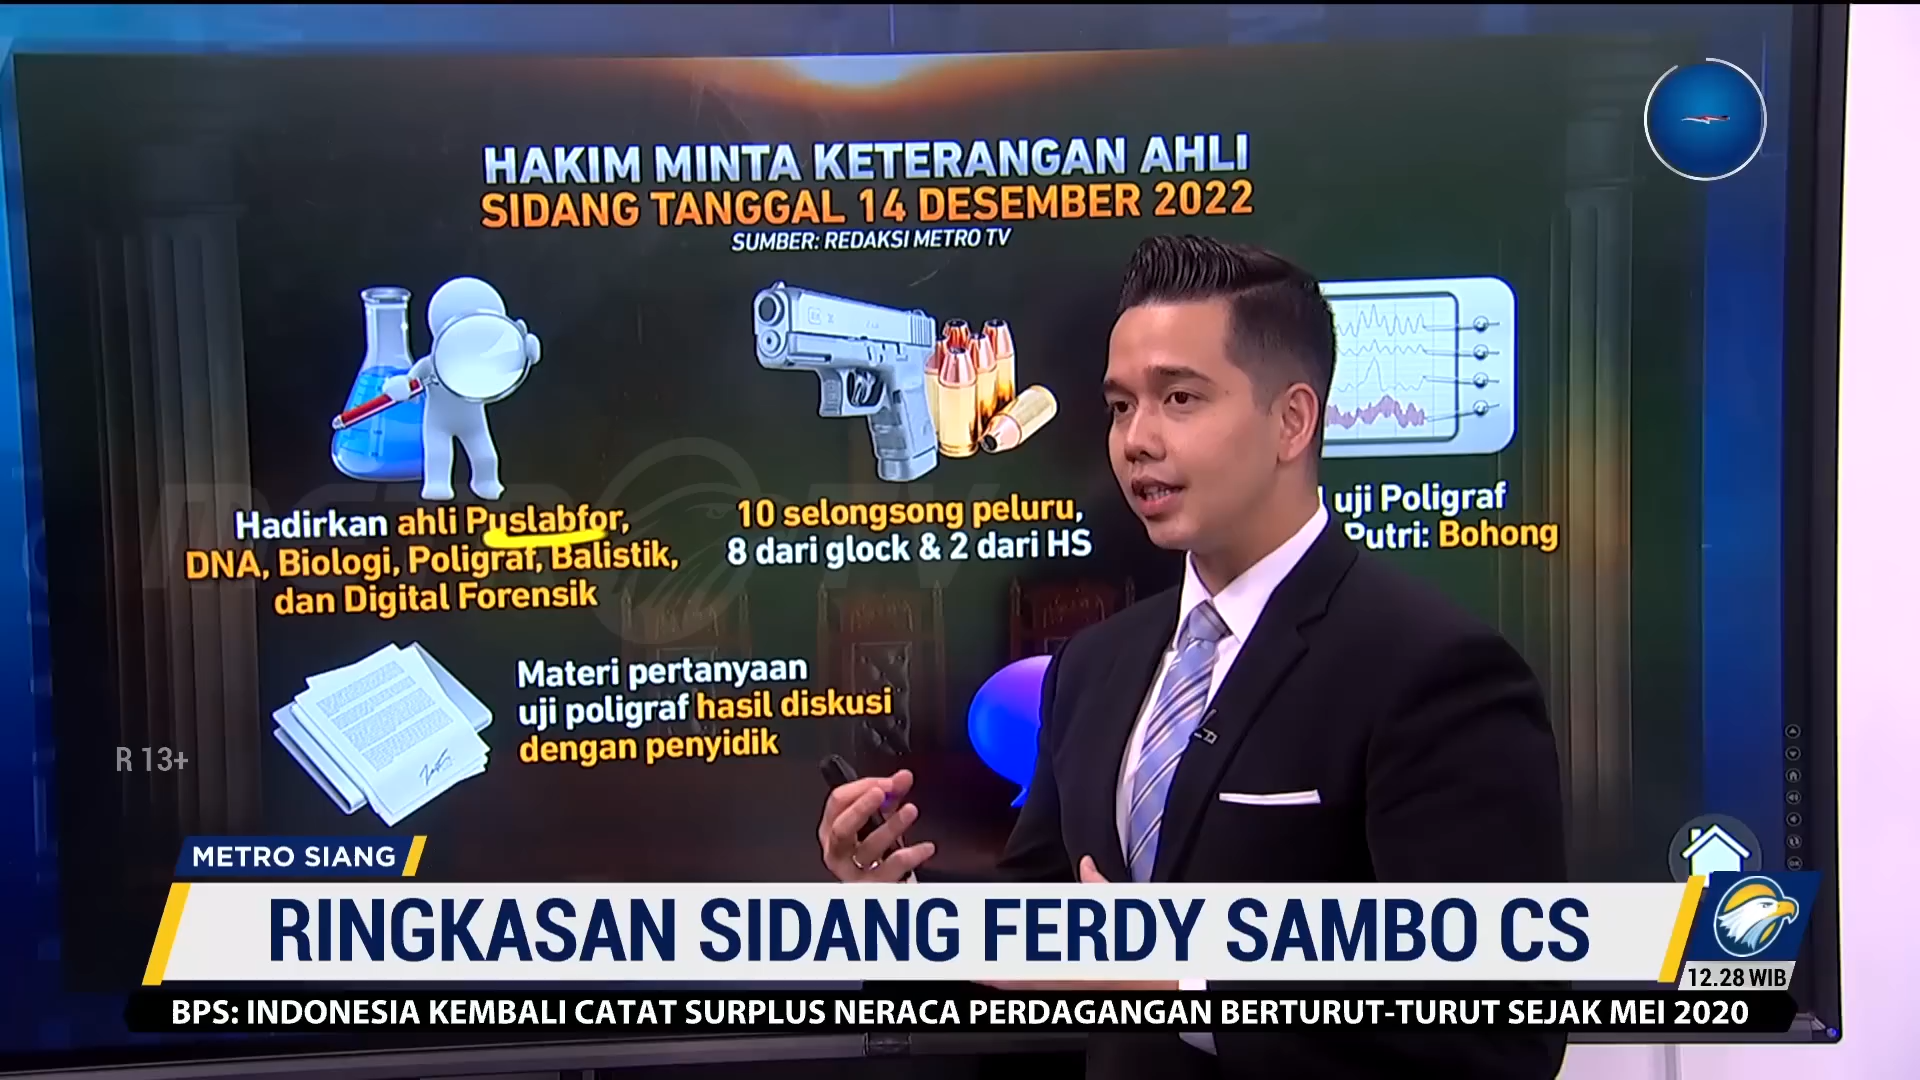 HAKIM MINTA KETERANGAN AHLI
SIDANG TANGGAL 14 DESEMBER 2022
SUMBER: REDAKSI METRO TV
Hadirkan ahli Puslabfor,
DNA, Biologi, Poligraf, Balistik,
dan Digital Forensik
10 selongsong peluru,
8 dari glock & 2 dari HS
uji Poligraf
Putri: Bohong
Materi pertanyaan
uji poligraf hasil diskusi
dengan penyidik
METRO TV
R 13+
METRO SIANG
RINGKASAN SIDANG FERDY SAMBO CS
12.28 WIB
BPS: INDONESIA KEMBALI CATAT SURPLUS NERACA PERDAGANGAN BERTURUT-TURUT SEJAK MEI 2020